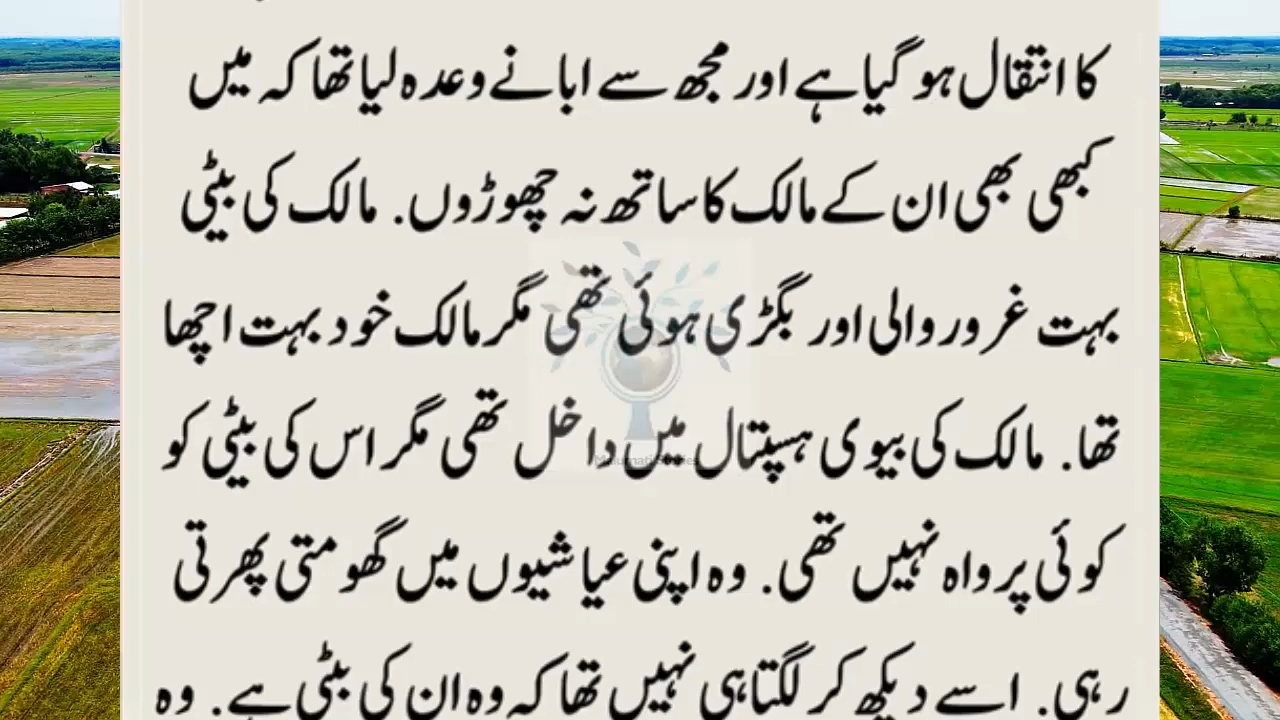 کا انتقال ہو گیا ہے اور مجھ سے ابا نے وعدہ لیا تھا کہ میں
کبھی بھی ان کے مالک کا ساتھ نہ چھوڑوں. مالک کی بیٹی
بہت غرور والی اور بگڑی ہوئی تھی مگر مالک خود بہت اچھا
تھا. مالک کی بیوی ہسپتال میں داخل تھی مگر اس کی بیٹی کو
کوئی پرواہ نہیں تھی. وہ اپنی عیاشیوں میں گھومتی پھرتی
رہی. اسے دیکھ کر لگتا ہی نہیں تھا کہ وہ ان کی بیٹی ہے. وہ